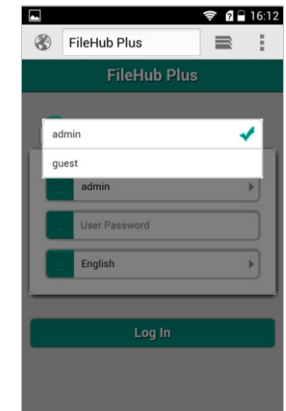 16:12
FileHub Plus
FileHub Plus
admin
guest
admin
User Password
English
Log In